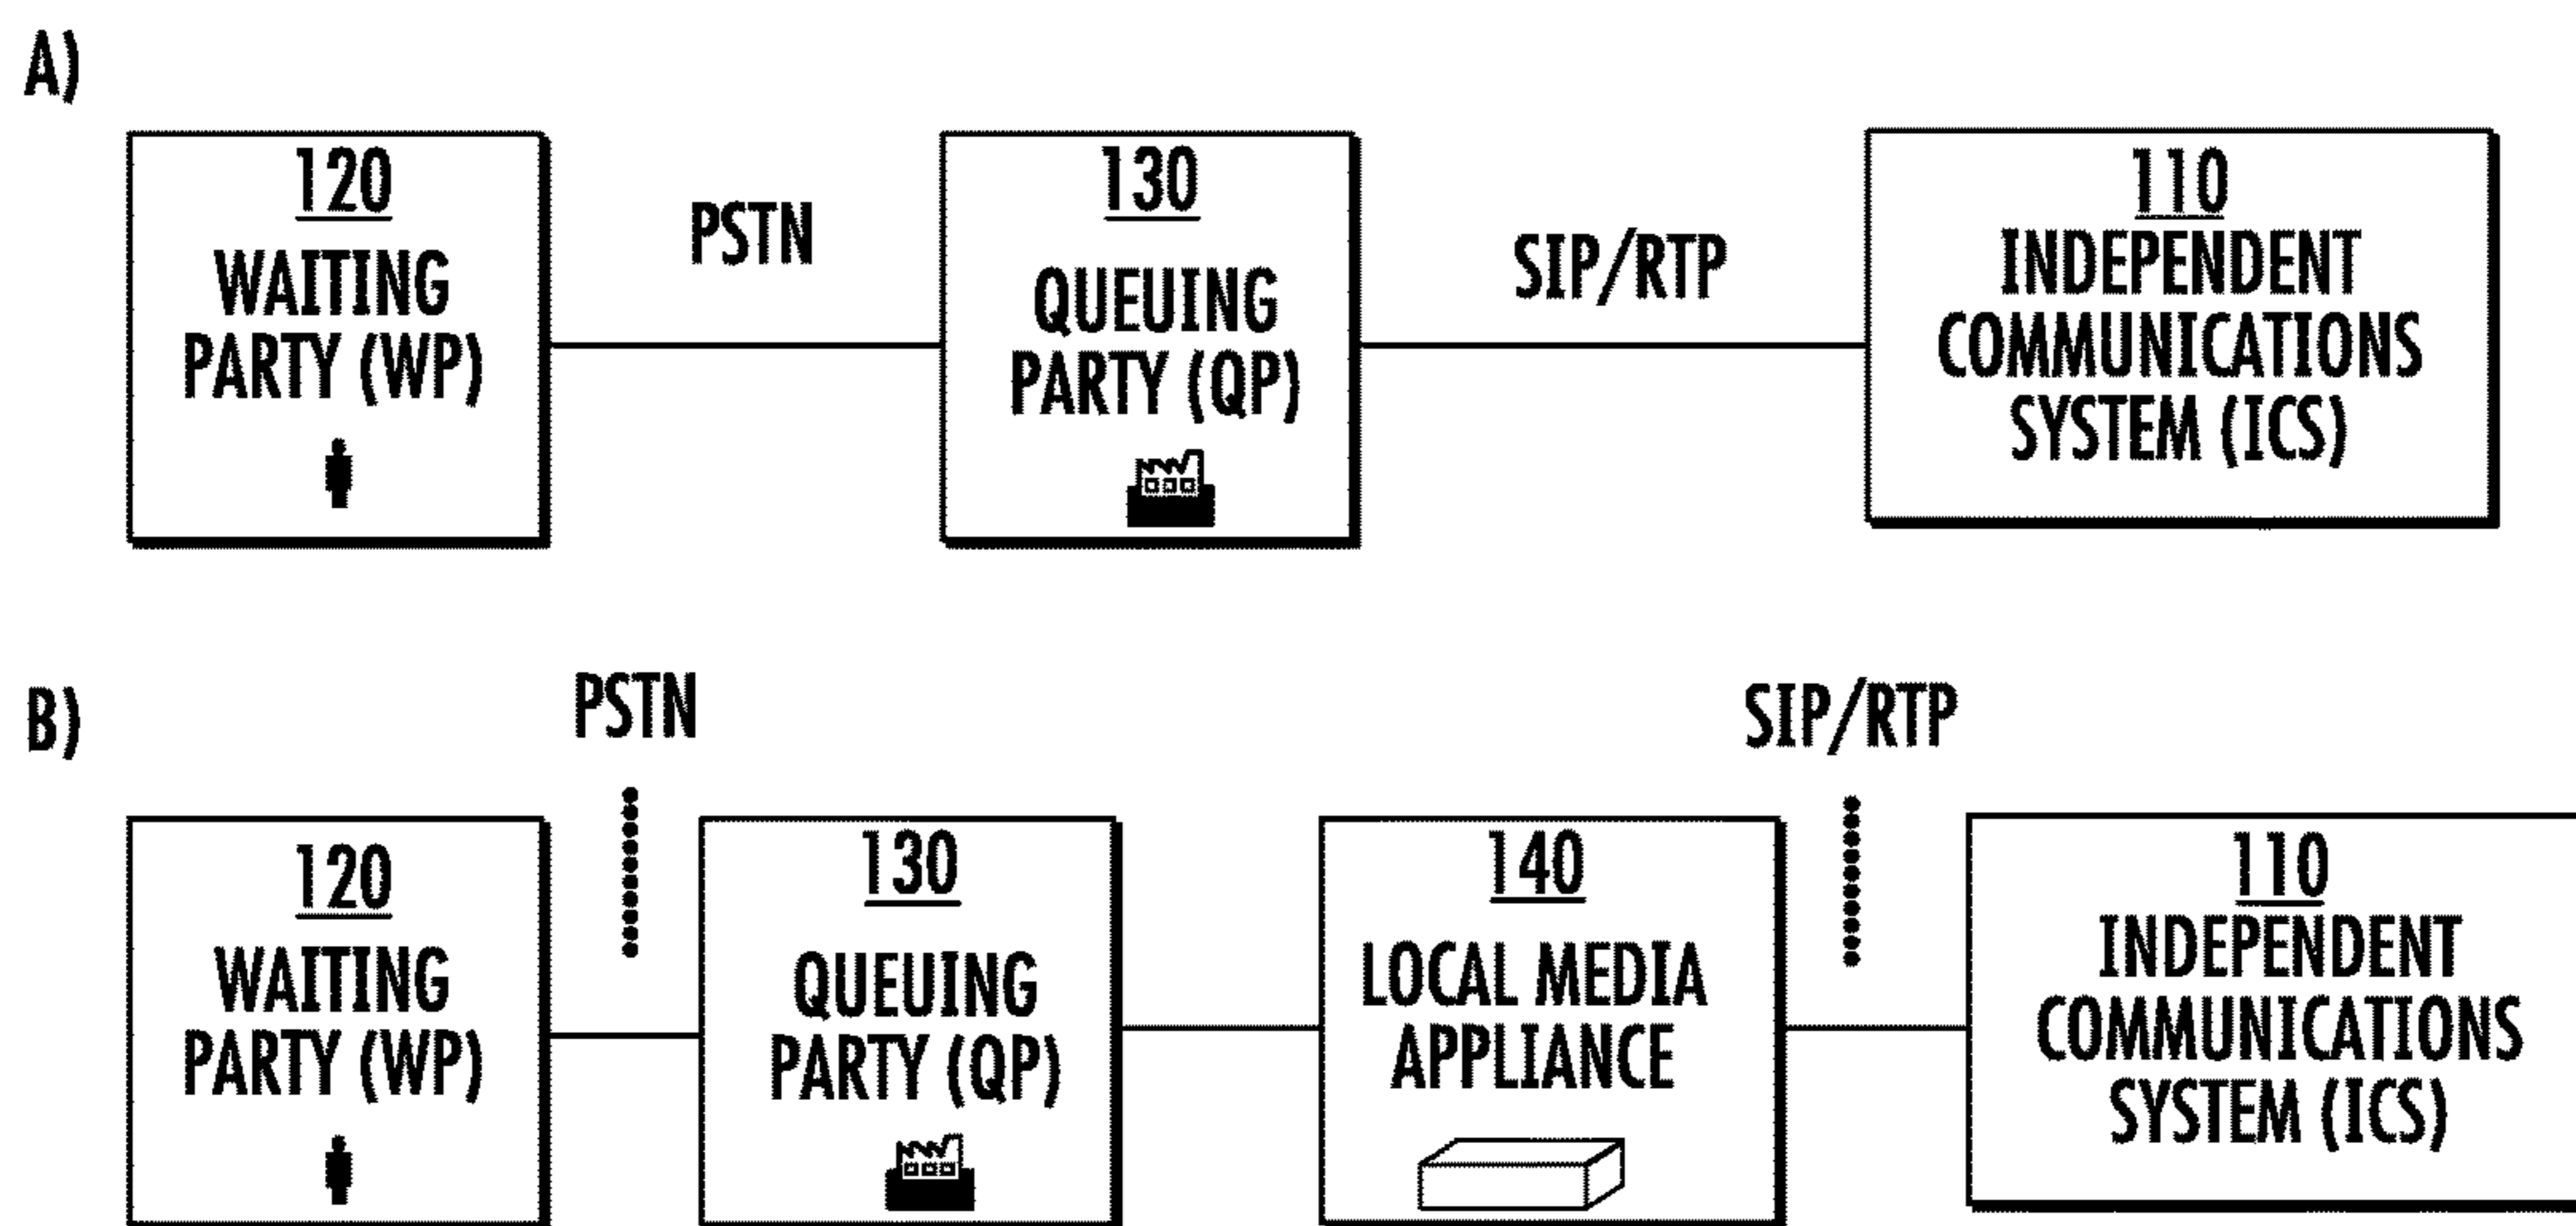 A)
120
WAITING
PARTY (WP)
PSTN
130
QUEUING
PARTY (QP)
SIP/RTP
110
INDEPENDENT
COMMUNICATIONS
SYSTEM (ICS)
B)
PSTN
SIP/RTP
120
WAITING
PARTY (WP)
130
QUEUING
PARTY (QP)
140
LOCAL MEDIA
APPLIANCE
110
INDEPENDENT
COMMUNICATIONS
SYSTEM (ICS)